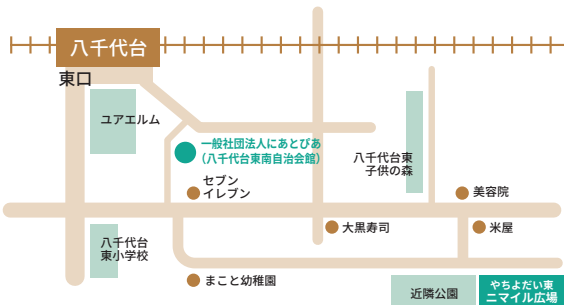 八千代台
東口
ユアエルム
一般社団法人にあとぴあ
（八千代台東南自治会館）
八千代台東
子供の森
セブン
イレブン
美容院
大黒寿司
米屋
八千代台
東小学校
まこと幼稚園
近隣公園
やちよだい東
ニマイル広場